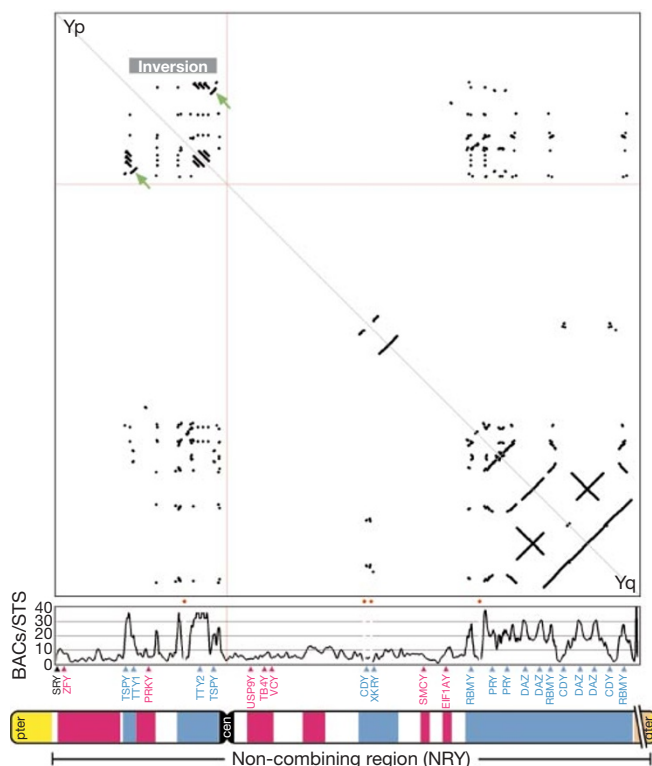 Yp
Inversion
Yq
BACs/STS
40
30
20
10
0
SRY
ZFY
TSPY
TTY1
PRKY
TTY2
TSPY
USP9Y
TB4Y
VCY
CDY
XKRY
SMCY
EIF1AY
RBMY
PRY
PRY
DAZ
DAZ
RBMY
CDY
DAZ
DAZ
CDY
RBMY
pter
cen
qter
Non-combining region (NRY)